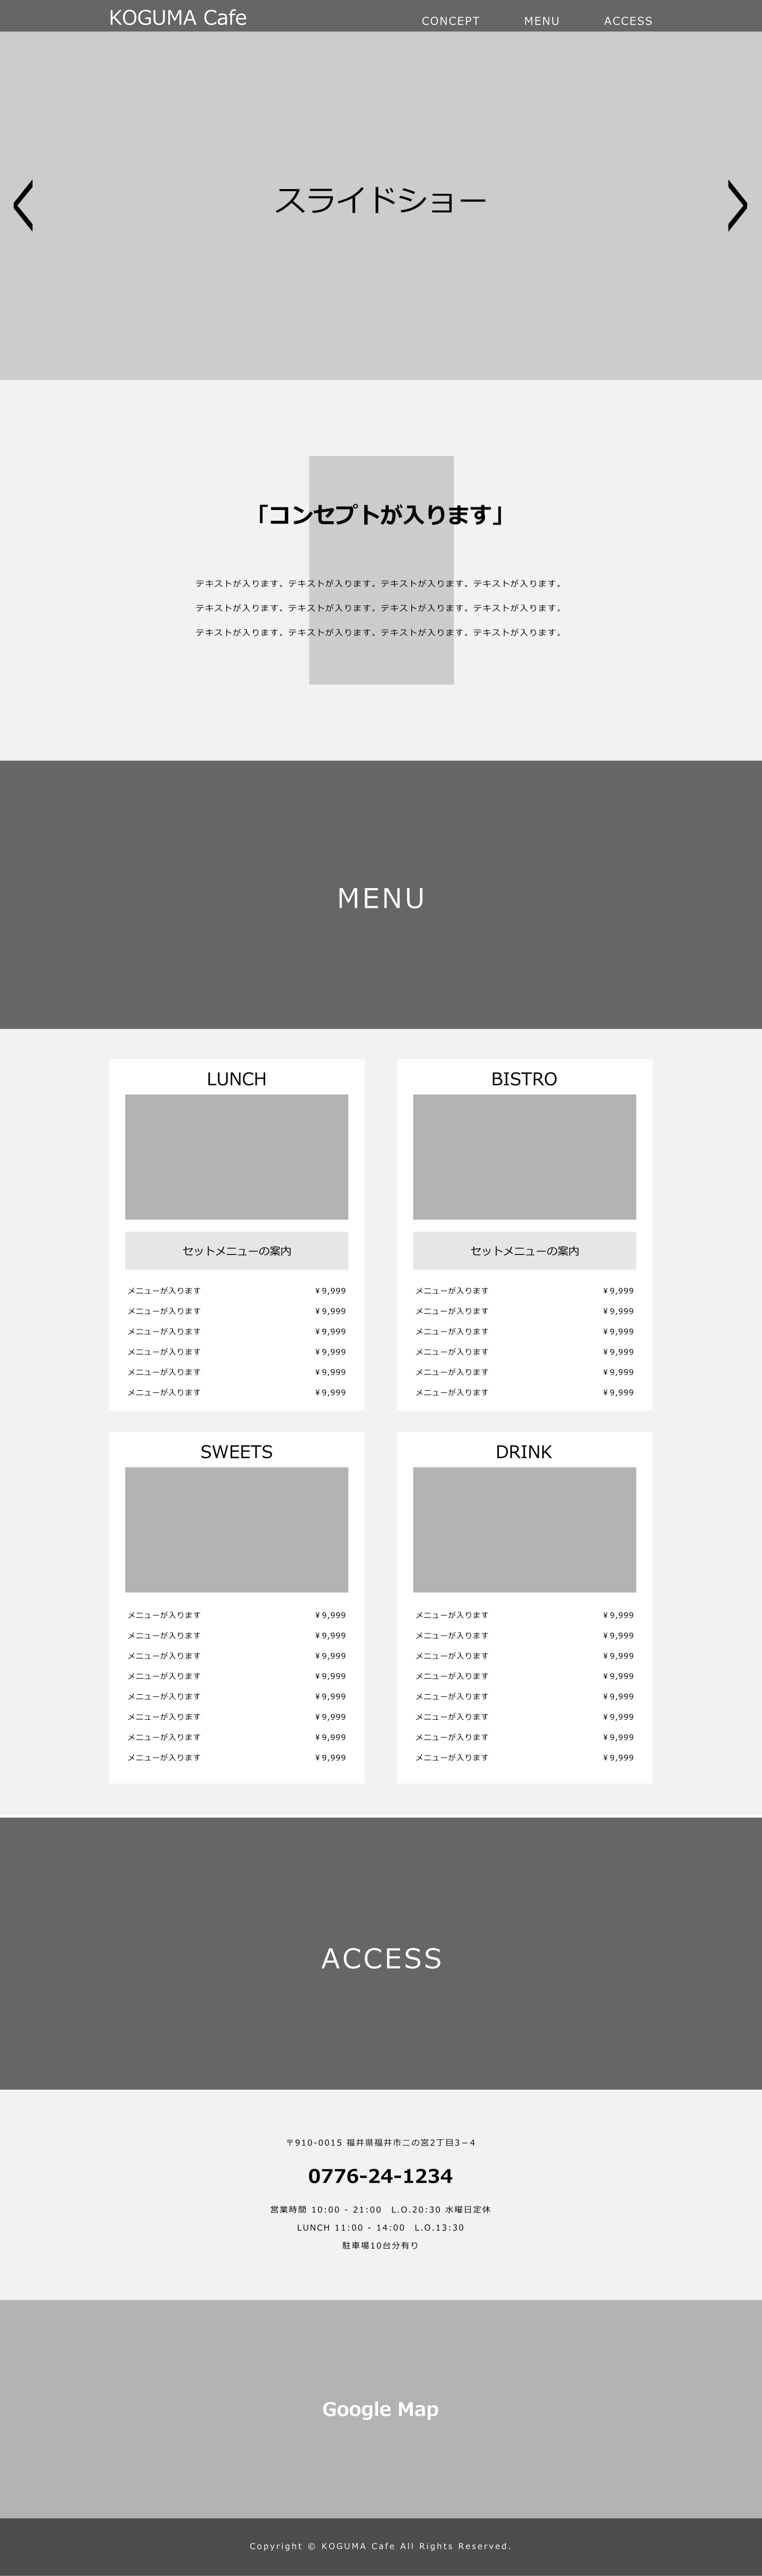 KOGUMA Cafe
CONCEPT MENU ACCESS
スライドショー
「コンセプトが入ります」
テキストが入ります。テキストが入ります。テキストが入ります。テキストが入ります。
テキストが入ります。テキストが入ります。テキストが入ります。テキストが入ります。
テキストが入ります。テキストが入ります。テキストが入ります。テキストが入ります。
MENU
LUNCH
セットメニューの案内
メニューが入ります ¥9,999
メニューが入ります ¥9,999
メニューが入ります ¥9,999
メニューが入ります ¥9,999
メニューが入ります ¥9,999
メニューが入ります ¥9,999
BISTRO
セットメニューの案内
メニューが入ります ¥9,999
メニューが入ります ¥9,999
メニューが入ります ¥9,999
メニューが入ります ¥9,999
メニューが入ります ¥9,999
メニューが入ります ¥9,999
SWEETS
メニューが入ります ¥9,999
メニューが入ります ¥9,999
メニューが入ります ¥9,999
メニューが入ります ¥9,999
メニューが入ります ¥9,999
メニューが入ります ¥9,999
メニューが入ります ¥9,999
メニューが入ります ¥9,999
DRINK
メニューが入ります ¥9,999
メニューが入ります ¥9,999
メニューが入ります ¥9,999
メニューが入ります ¥9,999
メニューが入ります ¥9,999
メニューが入ります ¥9,999
メニューが入ります ¥9,999
メニューが入ります ¥9,999
ACCESS
〒910-0015 福井県福井市二の宮2丁目3−4
0776-24-1234
営業時間 10:00 - 21:00　L.O.20:30 水曜日定休
LUNCH 11:00 - 14:00　L.O.13:30
駐車場10台分有り
Google Map
Copyright © KOGUMA Cafe All Rights Reserved.